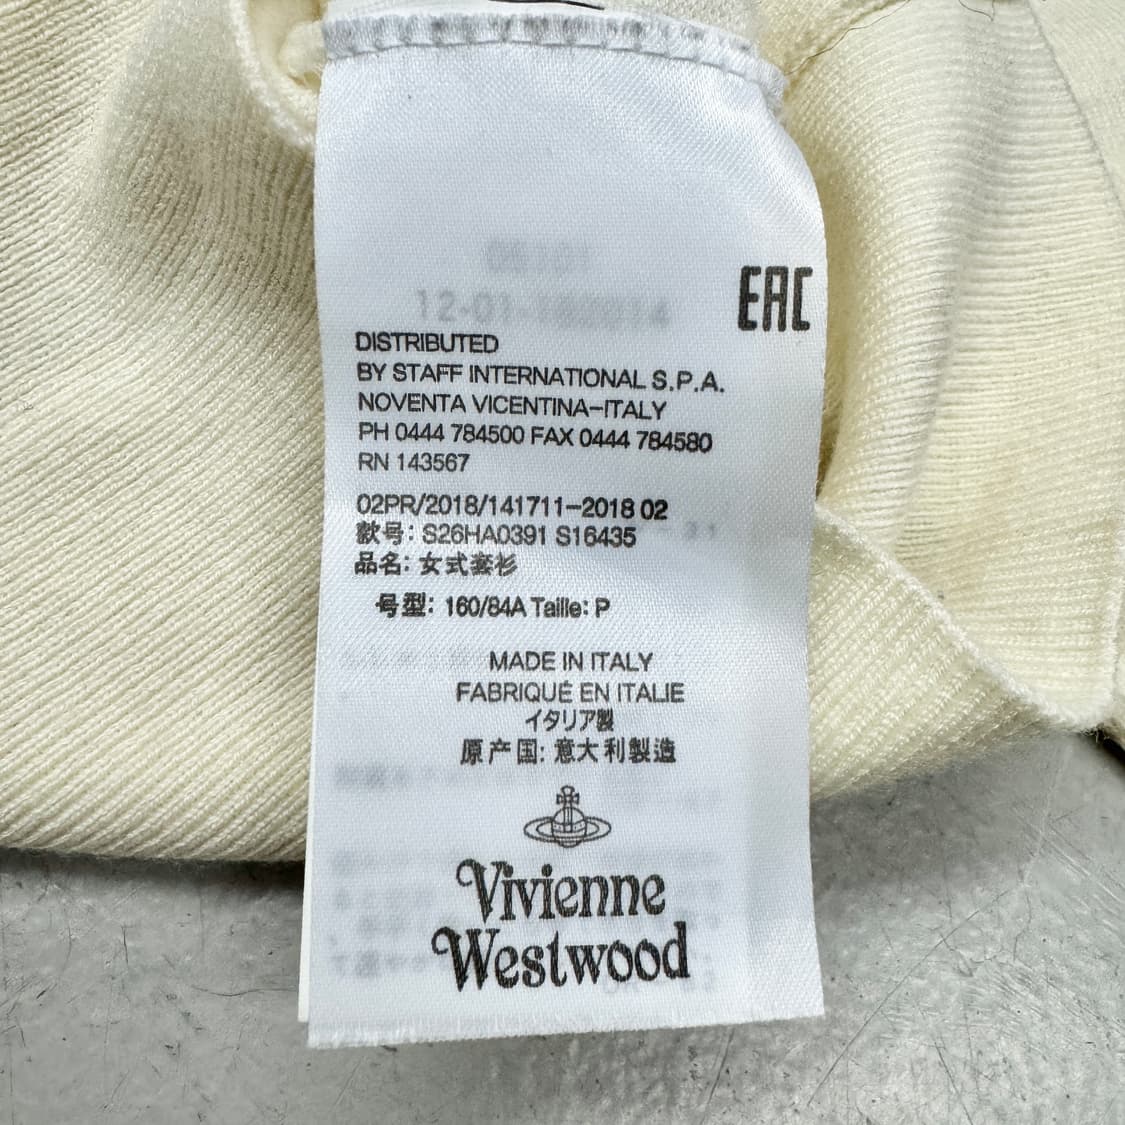 EAC
DISTRIBUTED
BY STAFF INTERNATIONAL S.P.A.
NOVENTA VICENTINA-ITALY
PH 0444 784500 FAX 0444 784580
RN 143567
02PR/2018/141711-2018 02
款号: S26HA0391 S16435
品名: 女式套衫
号型: 160/84A Taille: P
MADE IN ITALY
FABRIQUÉ EN ITALIE
イタリア製
原产国: 意大利製造
Vivienne
Westwood